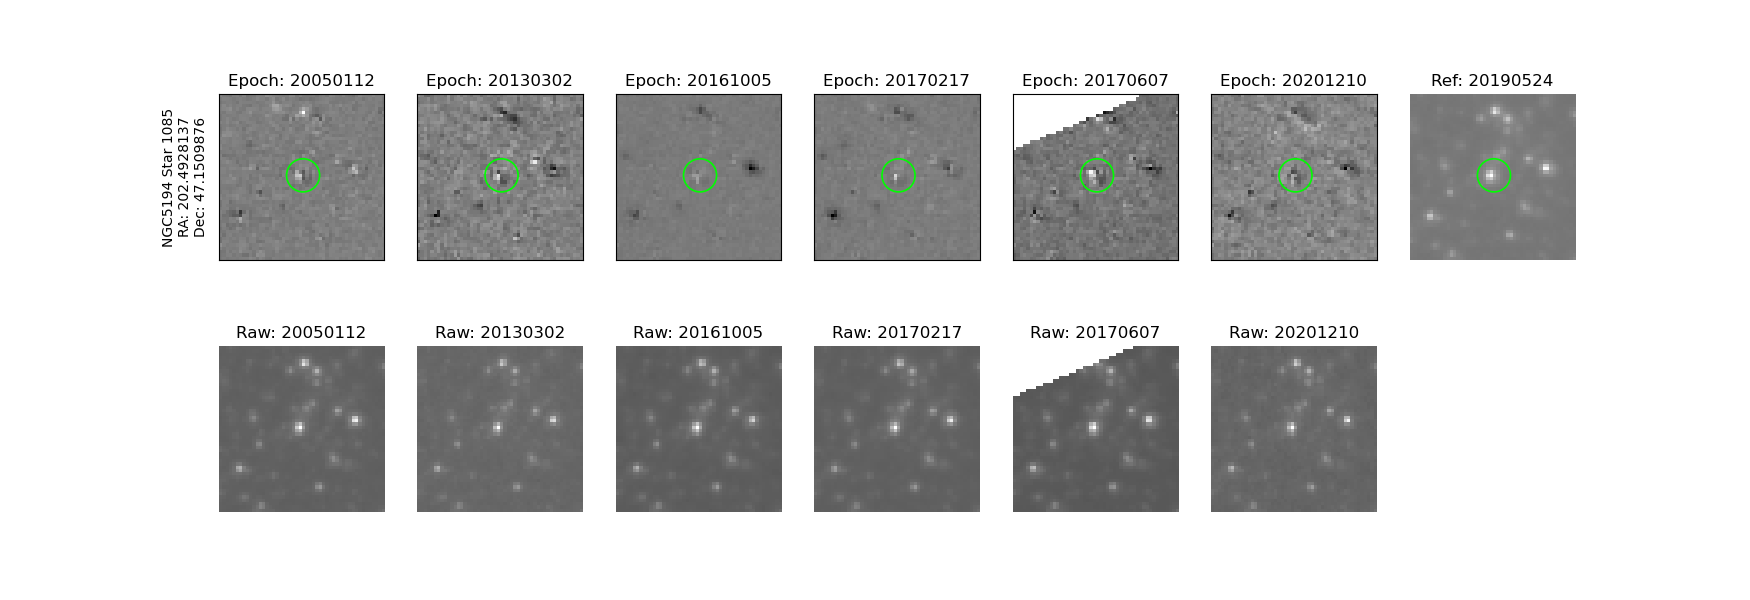 Epoch: 20050112
Epoch: 20130302
Epoch: 20161005
Epoch: 20170217
Epoch: 20170607
Epoch: 20201210
Ref: 20190524
NGC5194 Star 1085
RA: 202.4928137
Dec: 47.1509876
Raw: 20050112
Raw: 20130302
Raw: 20161005
Raw: 20170217
Raw: 20170607
Raw: 20201210